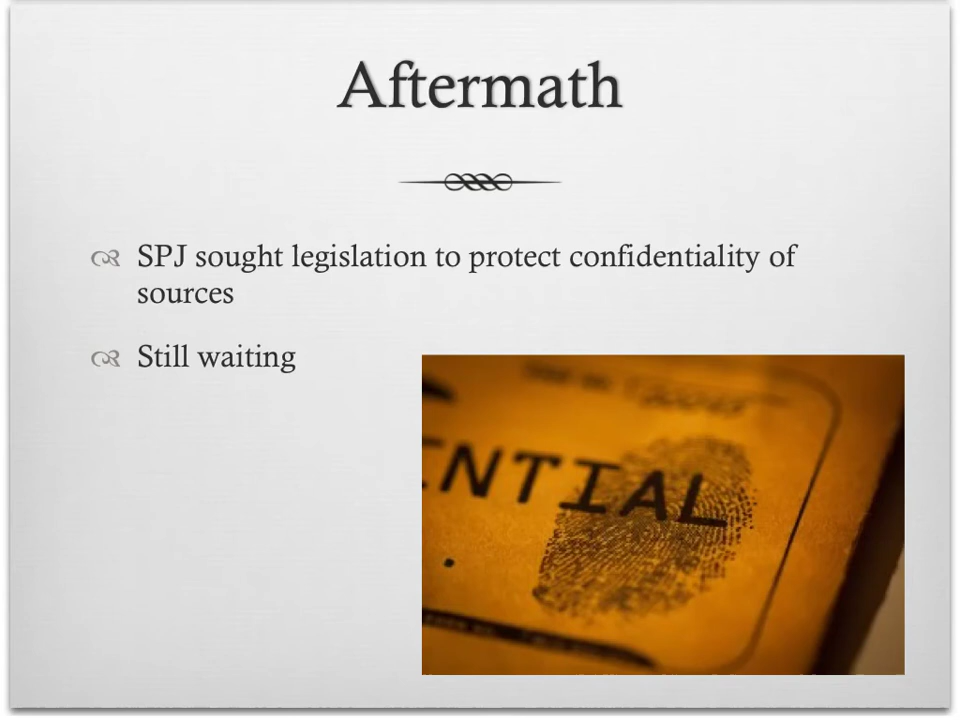 Aftermath
SPJ sought legislation to protect confidentiality of
sources
Still waiting
NTIAL